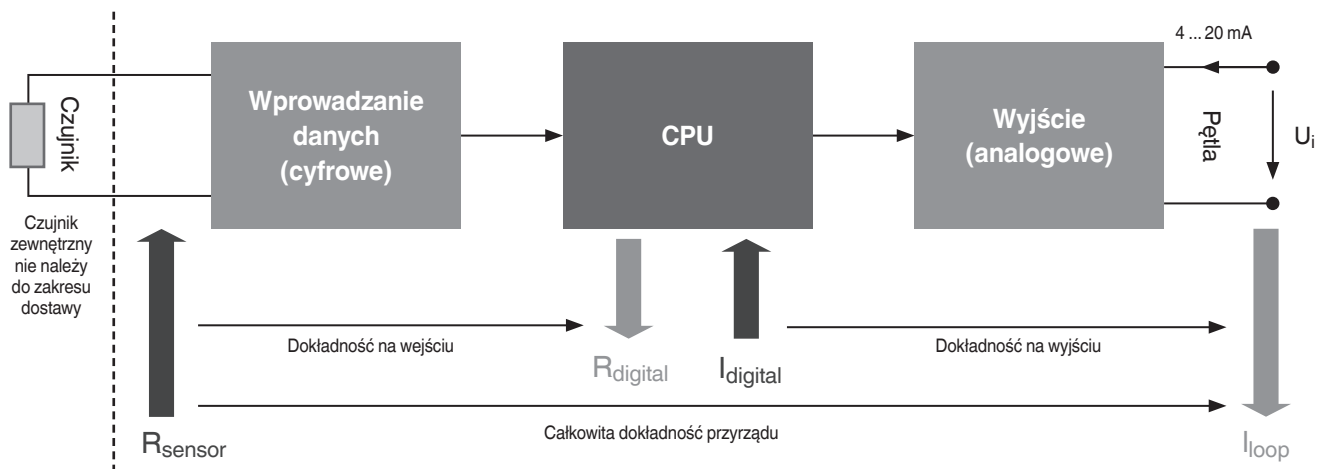 4 ... 20 mA
Czujnik
Wprowadzanie
danych
(cyfrowe)
CPU
Wyjście
(analogowe)
Pętla
Ui
Czujnik
zewnętrzny
nie należy
do zakresu
dostawy
Dokładność na wejściu
Dokładność na wyjściu
Rdigital
Idigital
Całkowita dokładność przyrządu
Rsensor
Iloop